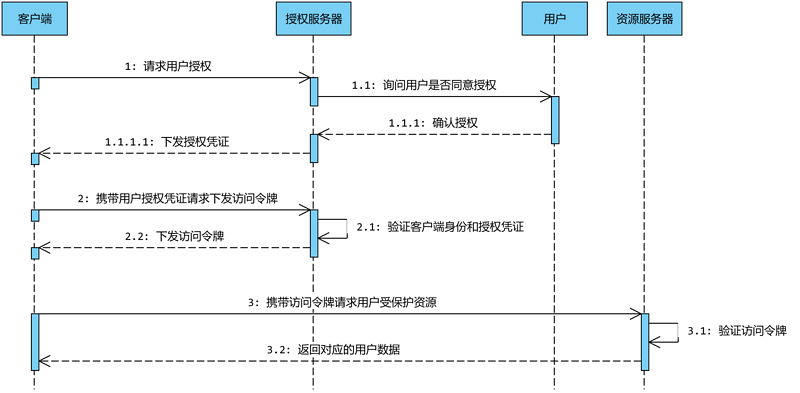 客户端
授权服务器
用户
资源服务器
1: 请求用户授权
1.1: 询问用户是否同意授权
1.1.1: 确认授权
1.1.1.1: 下发授权凭证
2: 携带用户授权凭证请求下发访问令牌
2.1: 验证客户端身份和授权凭证
2.2: 下发访问令牌
3: 携带访问令牌请求用户受保护资源
3.1: 验证访问令牌
3.2: 返回对应的用户数据